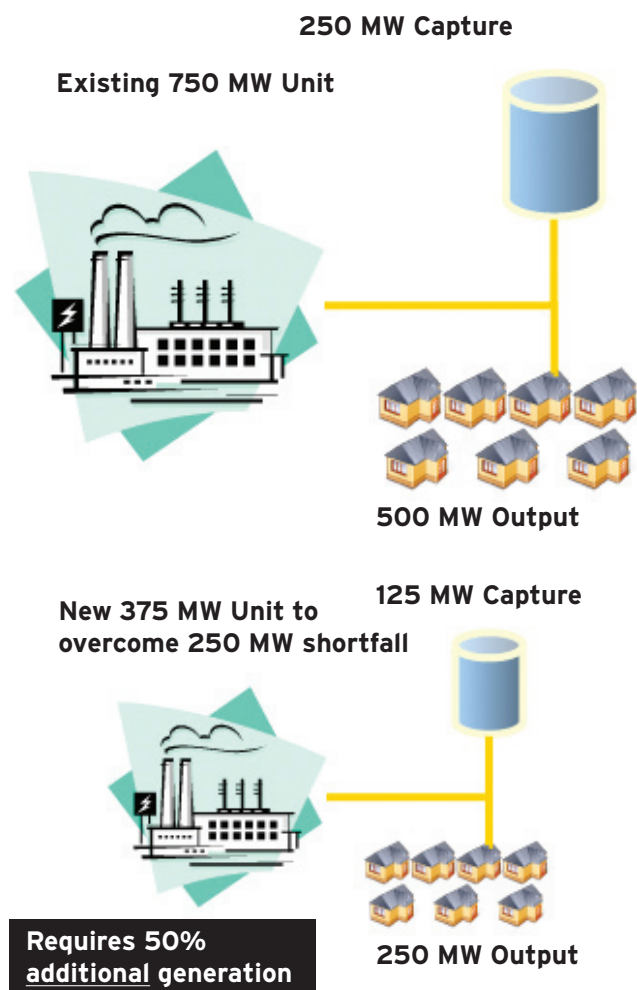 250 MW Capture
Existing 750 MW Unit
500 MW Output
125 MW Capture
New 375 MW Unit to
overcome 250 MW shortfall
250 MW Output
Requires 50%
additional generation